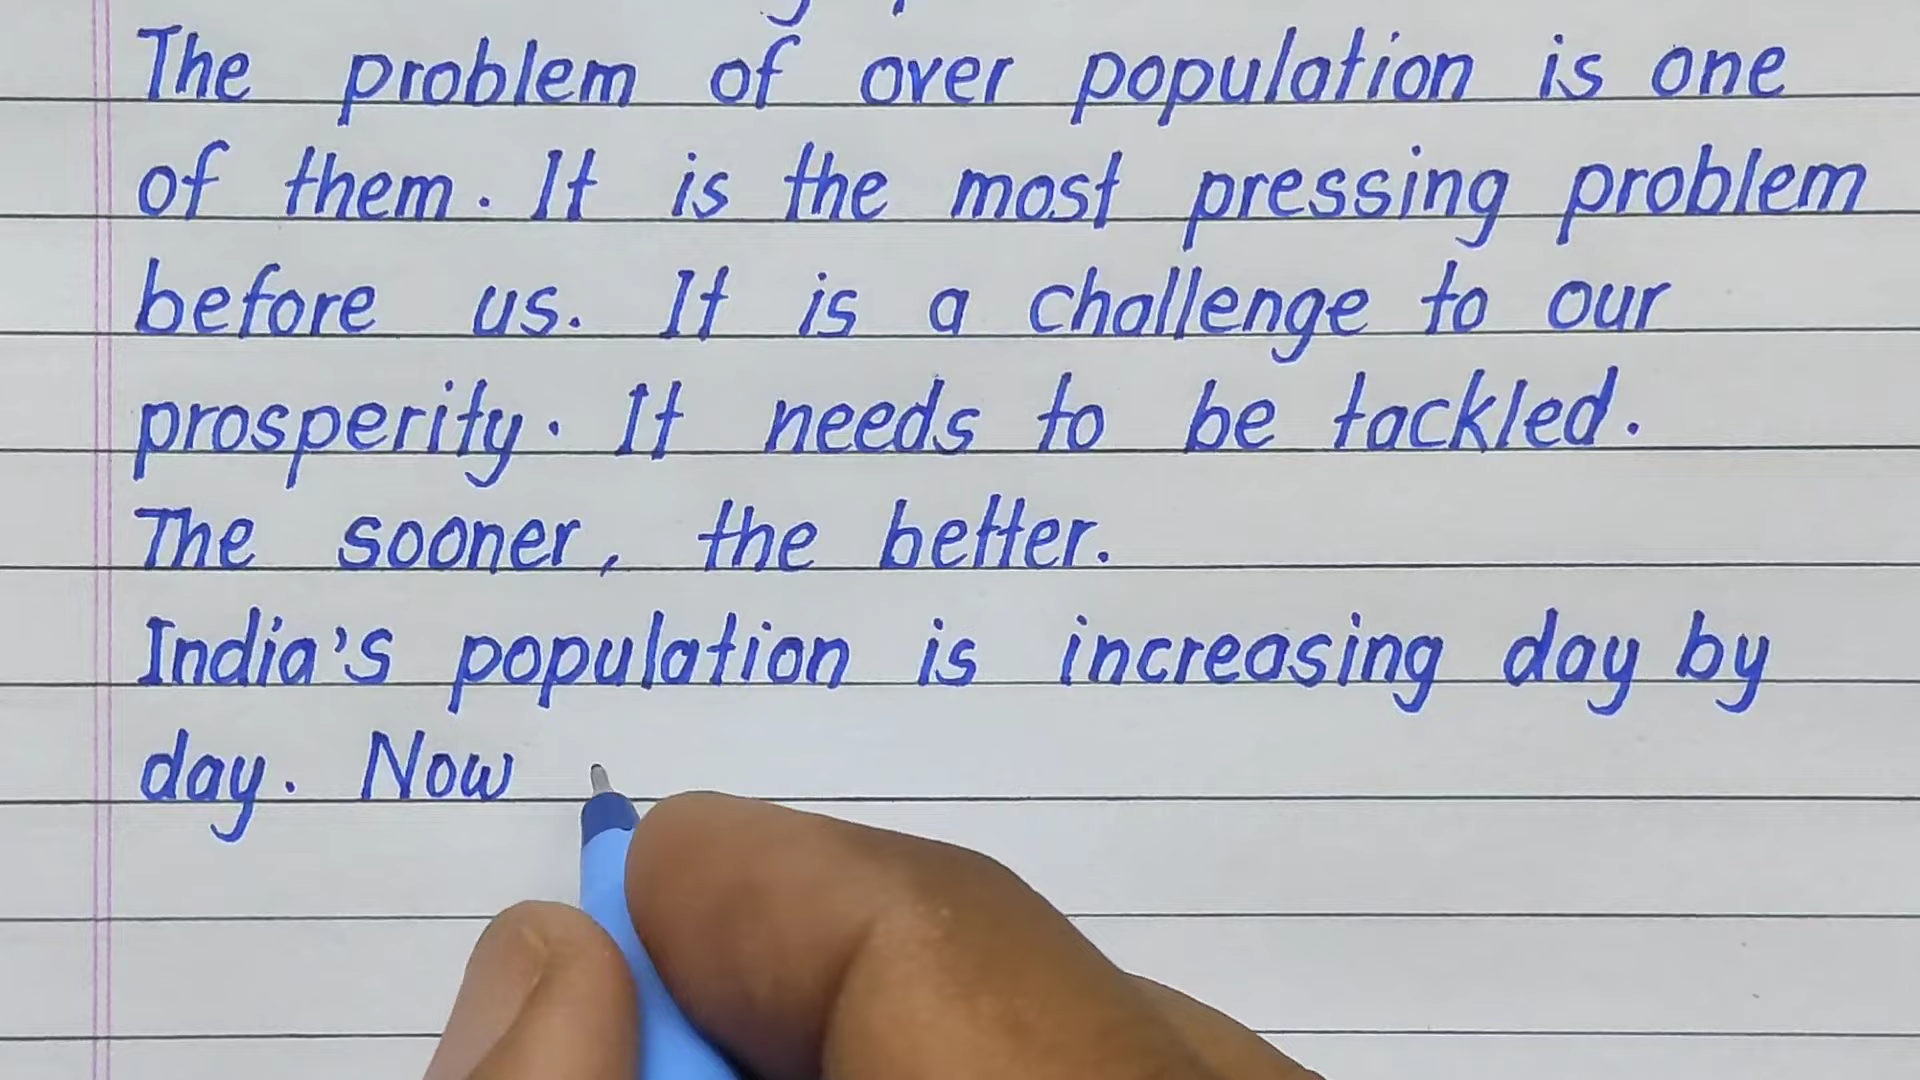 The problem of over population is one
of them. It is the most pressing problem
before us. It is a challenge to our
prosperity. It needs to be tackled.
The sooner, the better.
India's population is increasing day by
day. Now